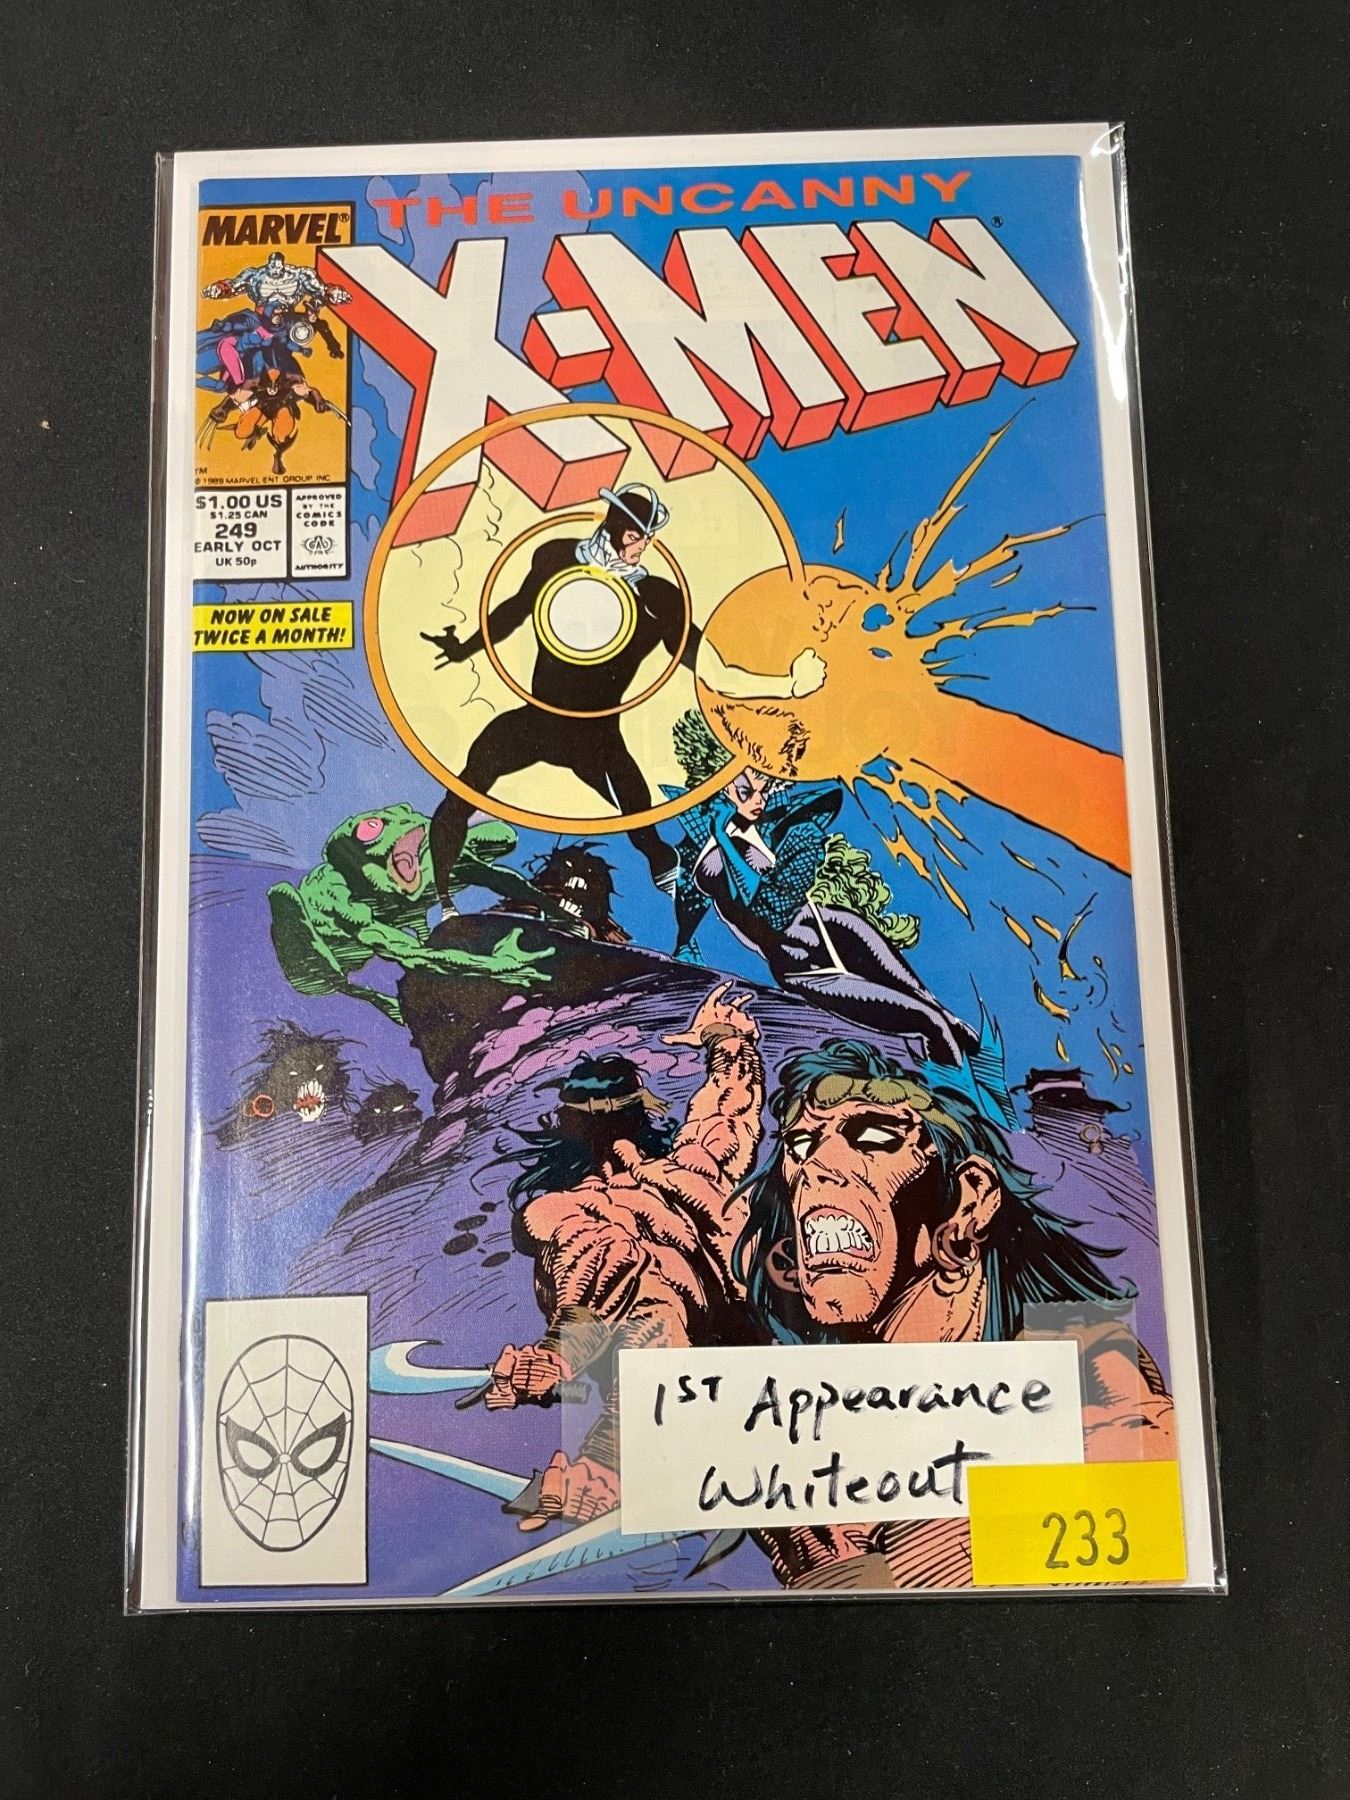 THE UNCANNY
MARVEL®
X-MEN®
TM
© 1989 MARVEL ENT GROUP INC
$1.00 US
$1.25 CAN
249
EARLY OCT
UK 50p
APPROVED
BY THE
COMICS
CODE
AUTHORITY
NOW ON SALE
TWICE A MONTH!
1ST Appearance
Whiteout
233